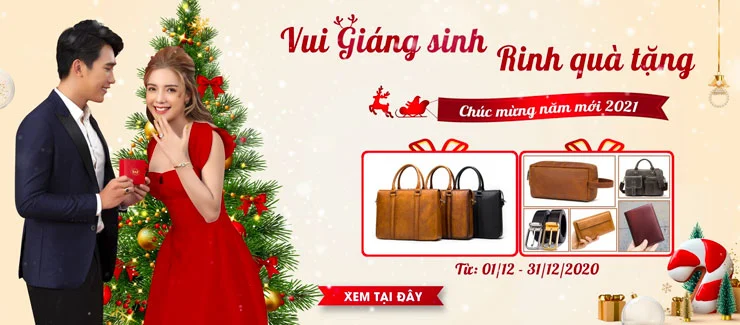 Vui Giáng sinh
Rinh quà tặng
Chúc mừng năm mới 2021
Từ: 01/12 - 31/12/2020
XEM TẠI ĐÂY